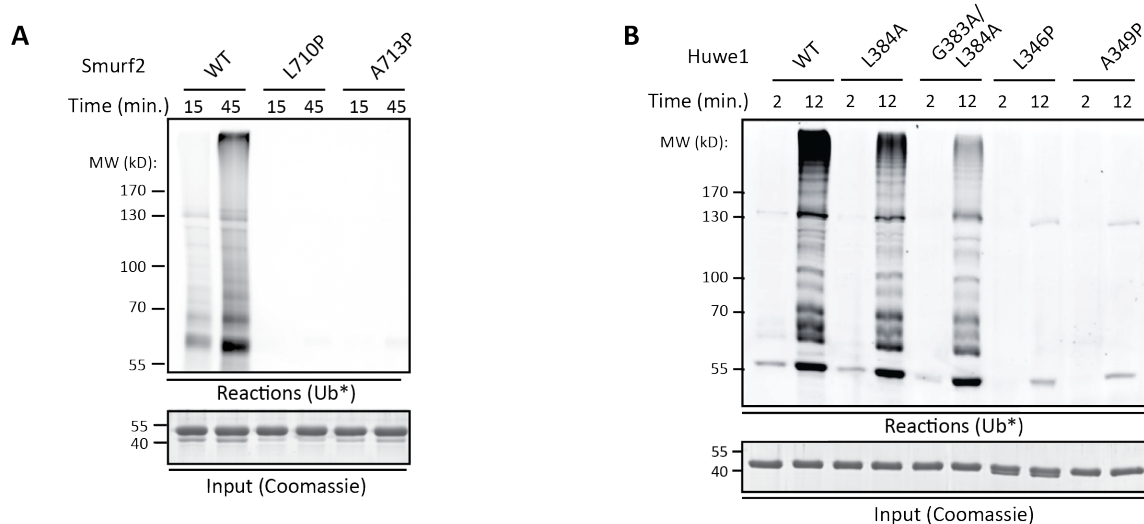 A
Smurf2
WT
L710P
A713P
Time (min.)
15 45 15 45 15 45
MW (kD):
170
130
100
70
55
Reactions (Ub*)
55
40
Input (Coomassie)
B
Huwe1
WT
L384A
G383A/
L384A
L346P
A349P
Time (min.)
2 12 2 12 2 12 2 12 2 12
MW (kD):
170
130
100
70
55
Reactions (Ub*)
55
40
Input (Coomassie)